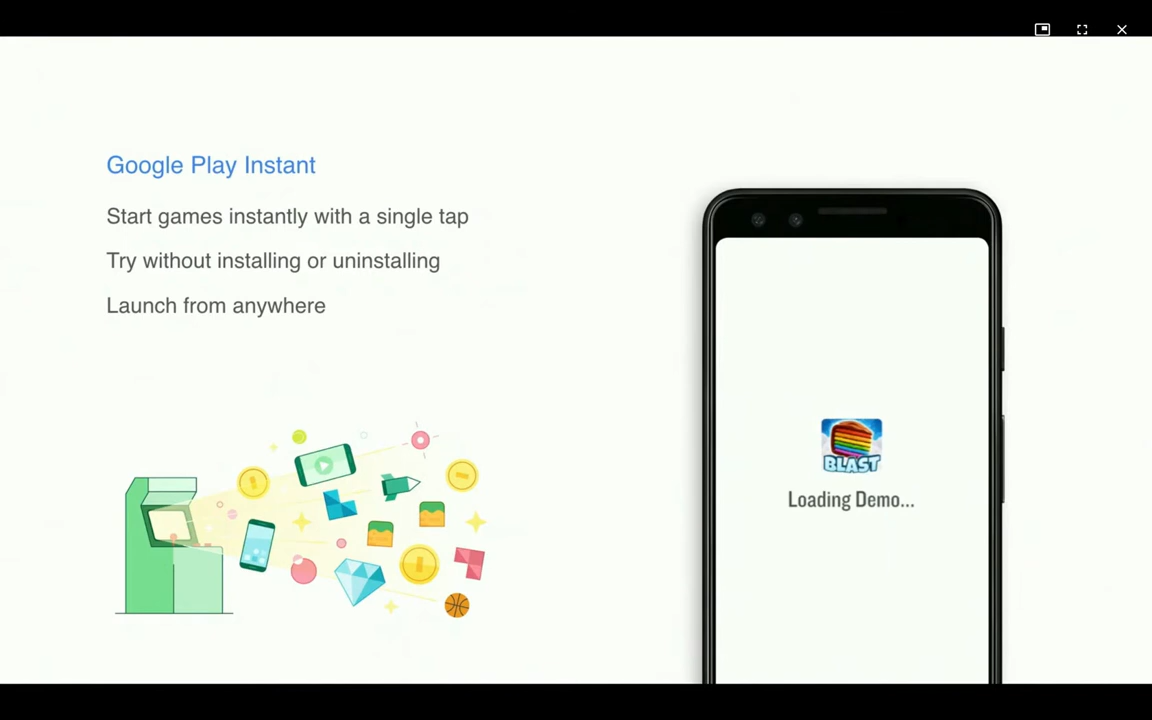 Google Play Instant
Start games instantly with a single tap
Try without installing or uninstalling
Launch from anywhere
BLAST
Loading Demo...